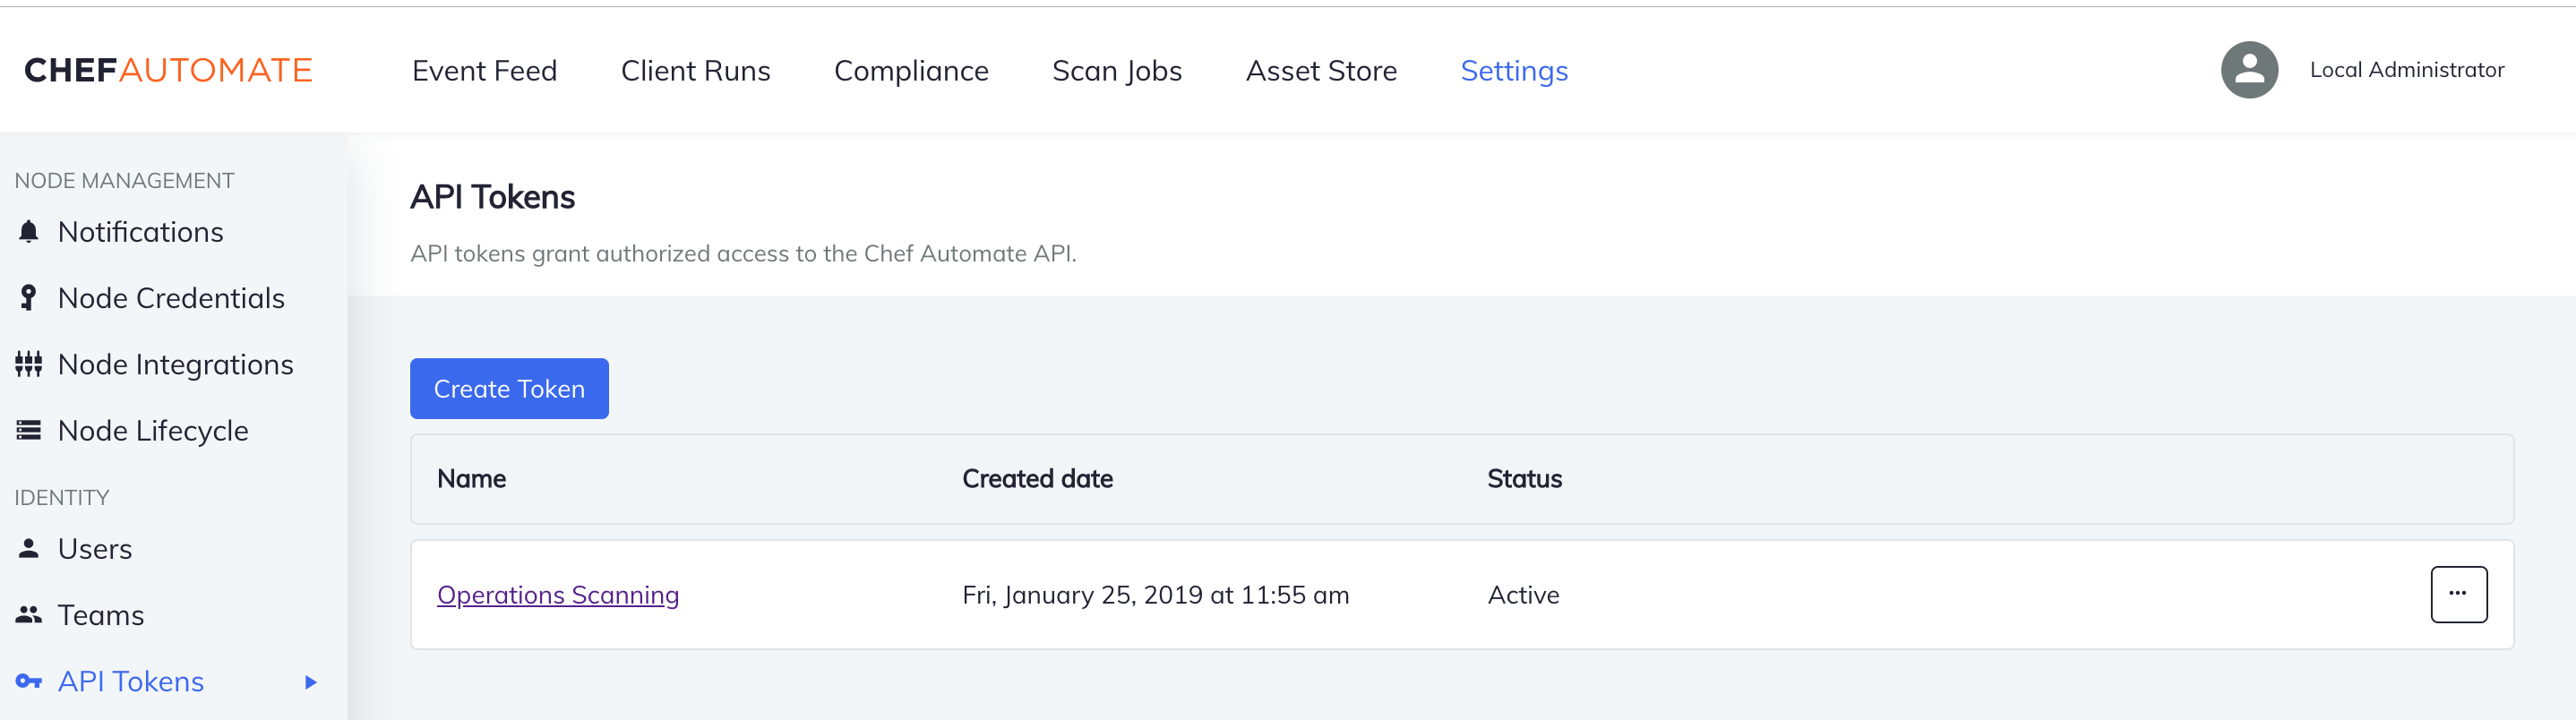 CHEFAUTOMATE Event Feed Client Runs Compliance Scan Jobs Asset Store Settings Local Administrator
NODE MANAGEMENT
Notifications
Node Credentials
Node Integrations
Node Lifecycle
IDENTITY
Users
Teams
API Tokens
API Tokens
API tokens grant authorized access to the Chef Automate API.
Create Token
Name Created date Status
Operations Scanning Fri, January 25, 2019 at 11:55 am Active ...